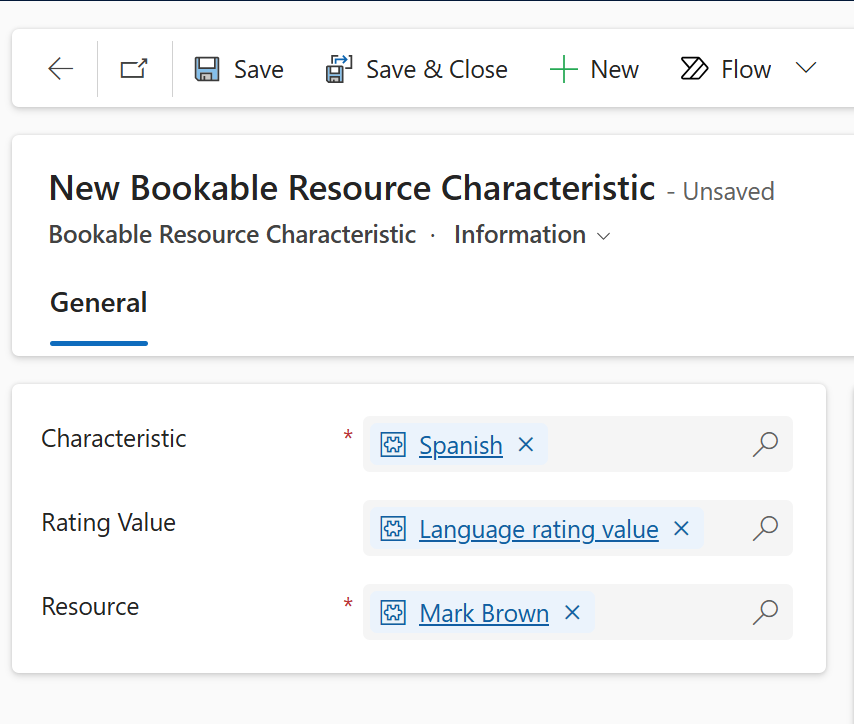 Save Save & Close New Flow
New Bookable Resource Characteristic - Unsaved
Bookable Resource Characteristic · Information
General
Characteristic * Spanish
Rating Value Language rating value
Resource * Mark Brown